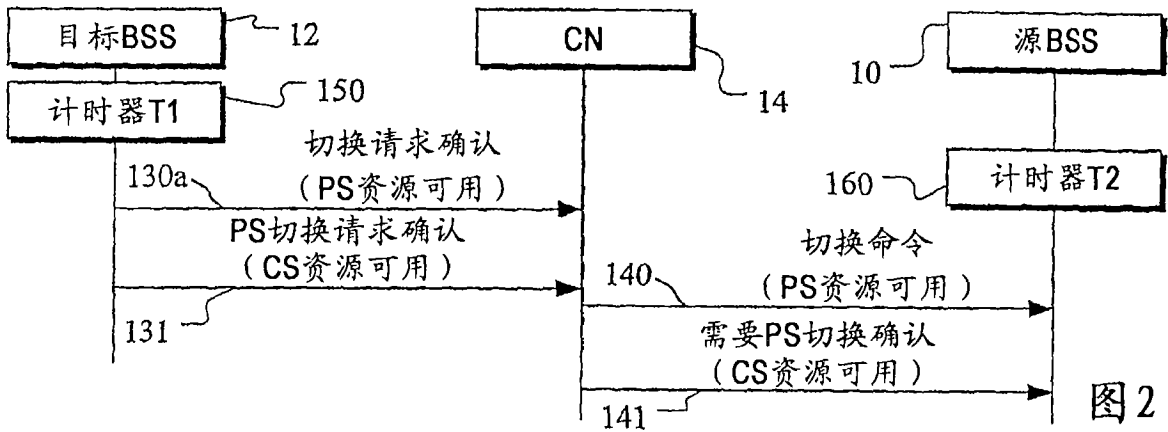 目标BSS
12
CN
14
源BSS
10
计时器T1
150
计时器T2
160
切换请求确认
（PS资源可用）
130a
PS切换请求确认
（CS资源可用）
131
切换命令
（PS资源可用）
140
需要PS切换确认
（CS资源可用）
141
图2